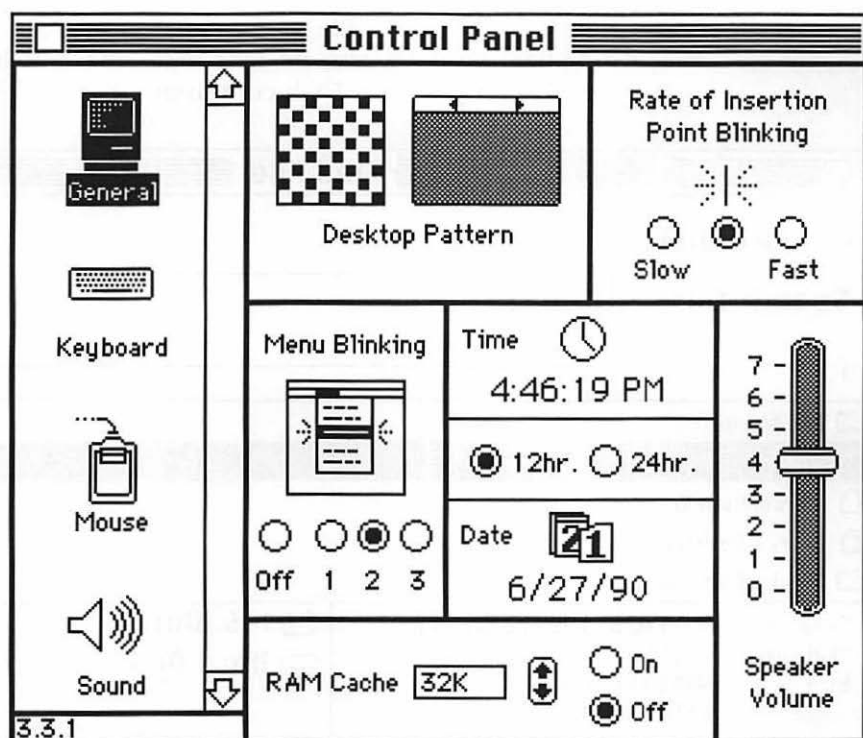 Control Panel
General
Keyboard
Mouse
Sound
3.3.1
Desktop Pattern
Rate of Insertion
Point Blinking
Slow Fast
Menu Blinking
Off 1 2 3
Time
4:46:19 PM
12hr. 24hr.
Date
21
6/27/90
7
6
5
4
3
2
1
0
Speaker
Volume
RAM Cache 32K
On
Off